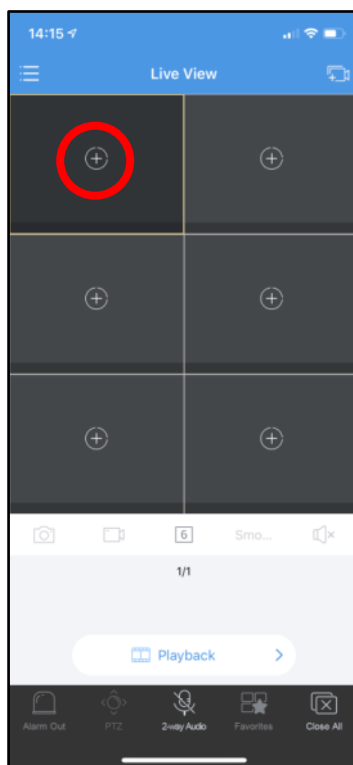 14:15
Live View
6
Smo...
1/1
Playback
Alarm Out
PTZ
2-way Audio
Favorites
Close All